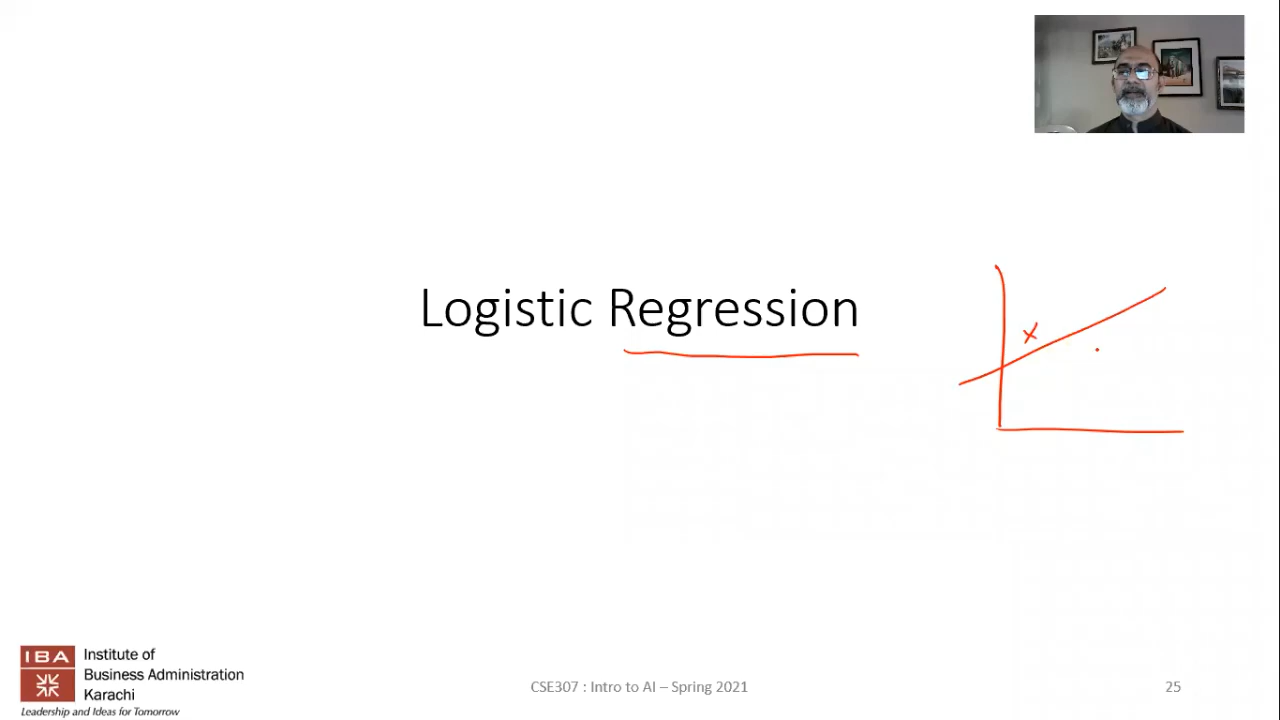 Logistic Regression
x
IBA
Institute of
Business Administration
Karachi
Leadership and Ideas for Tomorrow
CSE307 : Intro to AI – Spring 2021
25